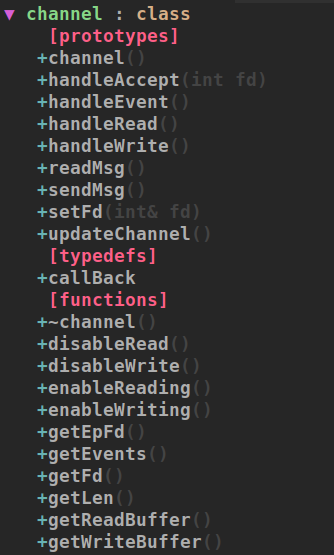 ▼ channel : class
[prototypes]
+channel()
+handleAccept(int fd)
+handleEvent()
+handleRead()
+handleWrite()
+readMsg()
+sendMsg()
+setFd(int& fd)
+updateChannel()
[typedefs]
+callBack
[functions]
+~channel()
+disableRead()
+disableWrite()
+enableReading()
+enableWriting()
+getEpFd()
+getEvents()
+getFd()
+getLen()
+getReadBuffer()
+getWriteBuffer()